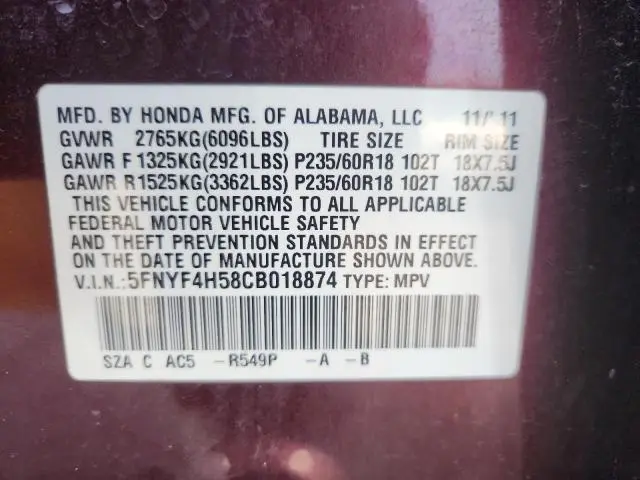 MFD. BY HONDA MFG. OF ALABAMA, LLC 11/11
GVWR 2765KG(6096LBS) TIRE SIZE RIM SIZE
GAWR F 1325KG(2921LBS) P235/60R18 102T 18X7.5J
GAWR R 1525KG(3362LBS) P235/60R18 102T 18X7.5J
THIS VEHICLE CONFORMS TO ALL APPLICABLE
FEDERAL MOTOR VEHICLE SAFETY
AND THEFT PREVENTION STANDARDS IN EFFECT
ON THE DATE OF MANUFACTURE SHOWN ABOVE.
V.I.N.:5FNYF4H58CB018874 TYPE: MPV
SZA C AC5 -R549P -A -B